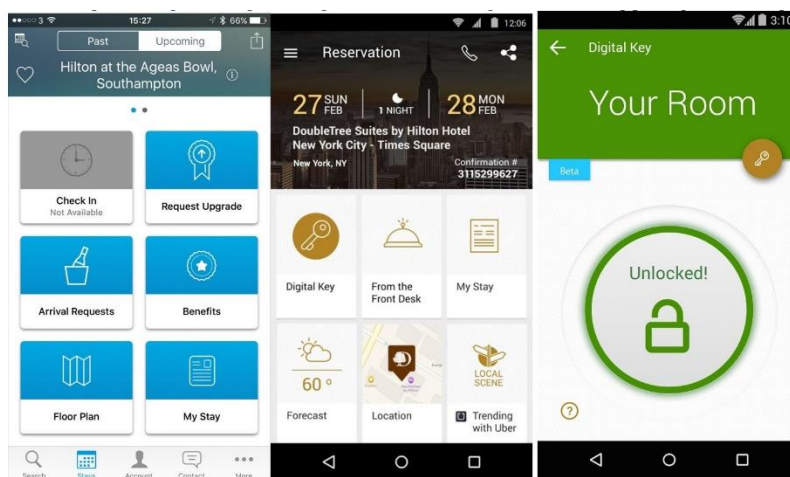 3
15:27
66%
Past
Upcoming
Hilton at the Ageas Bowl,
Southampton
Check In
Not Available
Request Upgrade
Arrival Requests
Benefits
Floor Plan
My Stay
Search
Stays
Account
Contact
More
12:06
Reservation
27 SUN FEB
1 NIGHT
28 MON FEB
DoubleTree Suites by Hilton Hotel
New York City - Times Square
New York, NY
Confirmation #
3115299627
Digital Key
From the
Front Desk
My Stay
60°
Forecast
Location
LOCAL
SCENE
Trending
with Uber
3:10
Digital Key
Your Room
Beta
Unlocked!
?